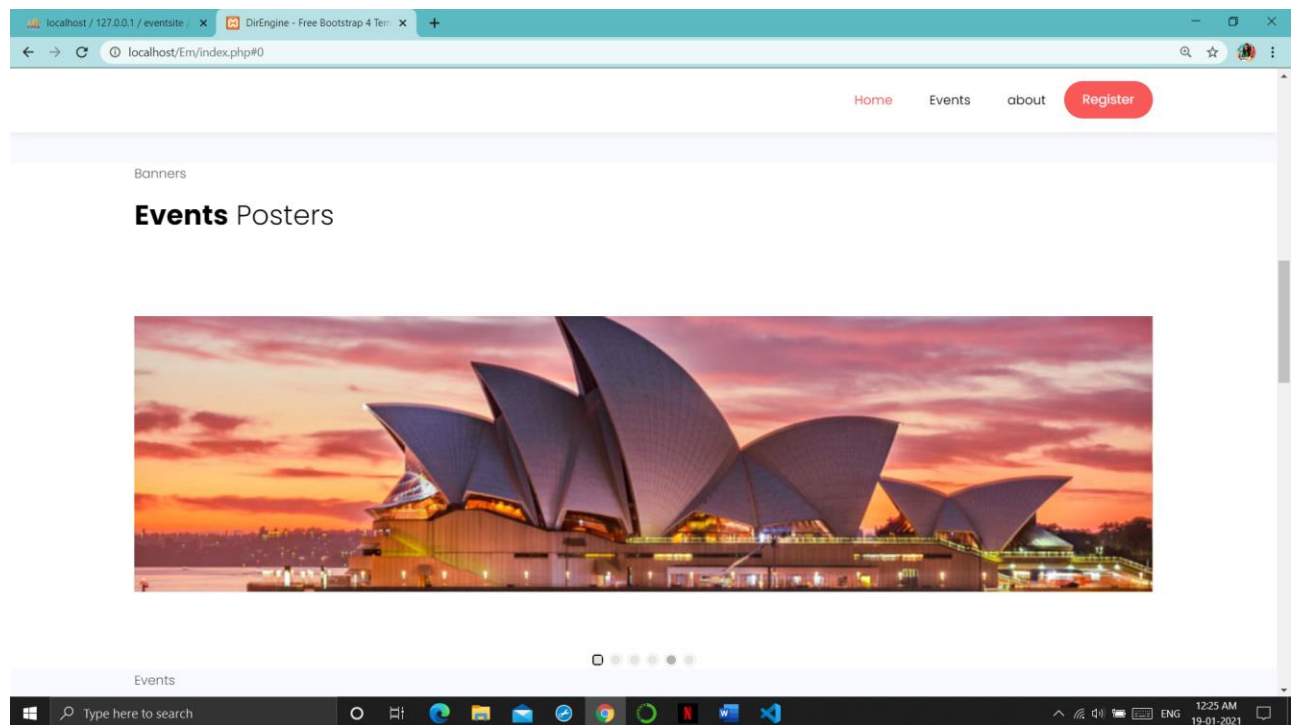 localhost / 127.0.0.1 / eventsite /
DirEngine - Free Bootstrap 4 Tem
localhost/Em/index.php#0
Home Events about Register
Banners
Events Posters
Events
Type here to search
ENG
12:25 AM
19-01-2021